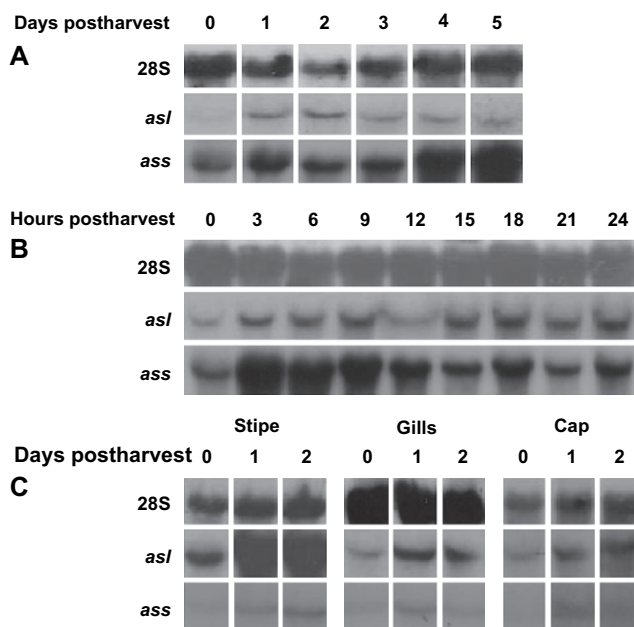 Days postharvest 0 1 2 3 4 5
A
28S
asl
ass
Hours postharvest 0 3 6 9 12 15 18 21 24
B
28S
asl
ass
Stipe Gills Cap
Days postharvest 0 1 2 0 1 2 0 1 2
C
28S
asl
ass